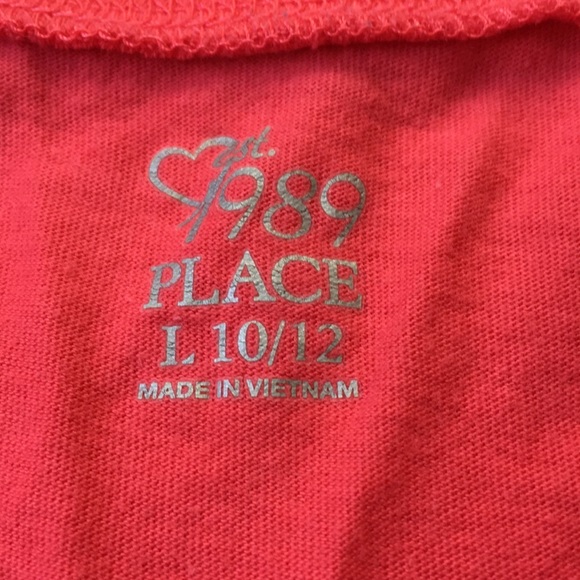 est.
1989
PLACE
L 10/12
MADE IN VIETNAM